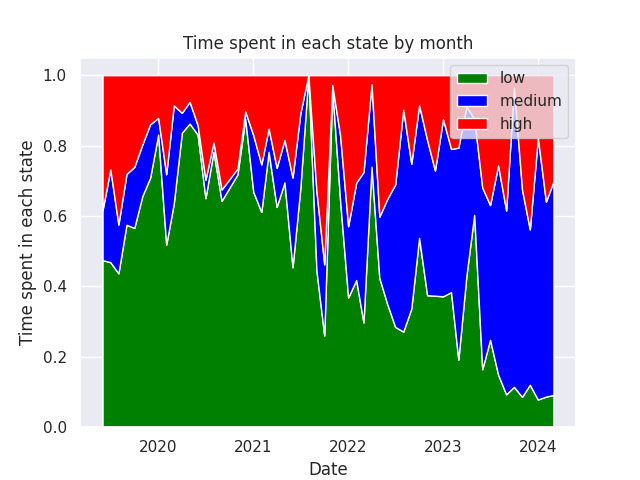 Time spent in each state by month
low
medium
high
1.0
0.8
0.6
0.4
0.2
0.0
Time spent in each state
2020
2021
2022
2023
2024
Date